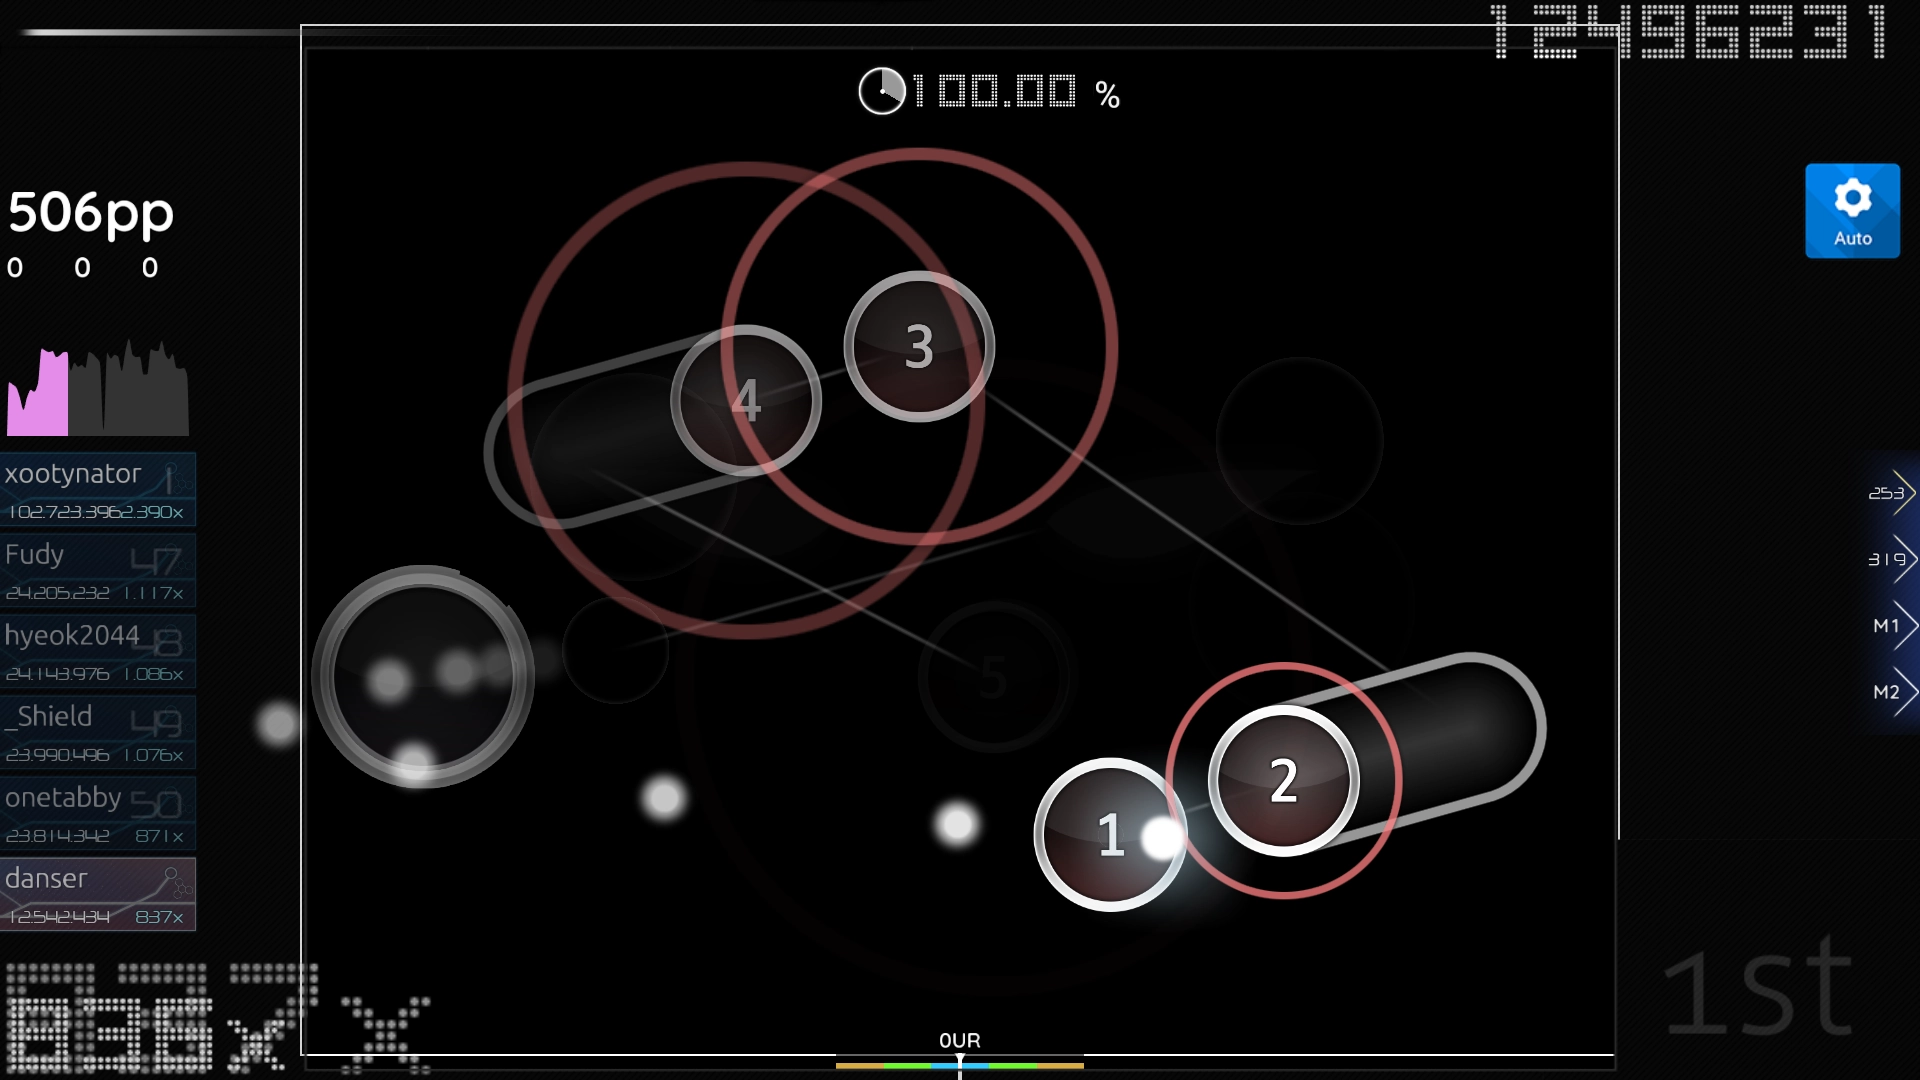 12496231
100.00 %
506pp
0 0 0
Auto
3
4
xootynator 1
102.723.396 2.390x
Fudy 47
24.205.232 1.117x
hyeok2044 48
24.143.976 1.086x
_Shield 49
23.990.496 1.076x
onetabby 50
23.814.342 871x
danser
12.542.434 837x
253
319
M1
M2
5
2
1
1st
837x
836x
0UR